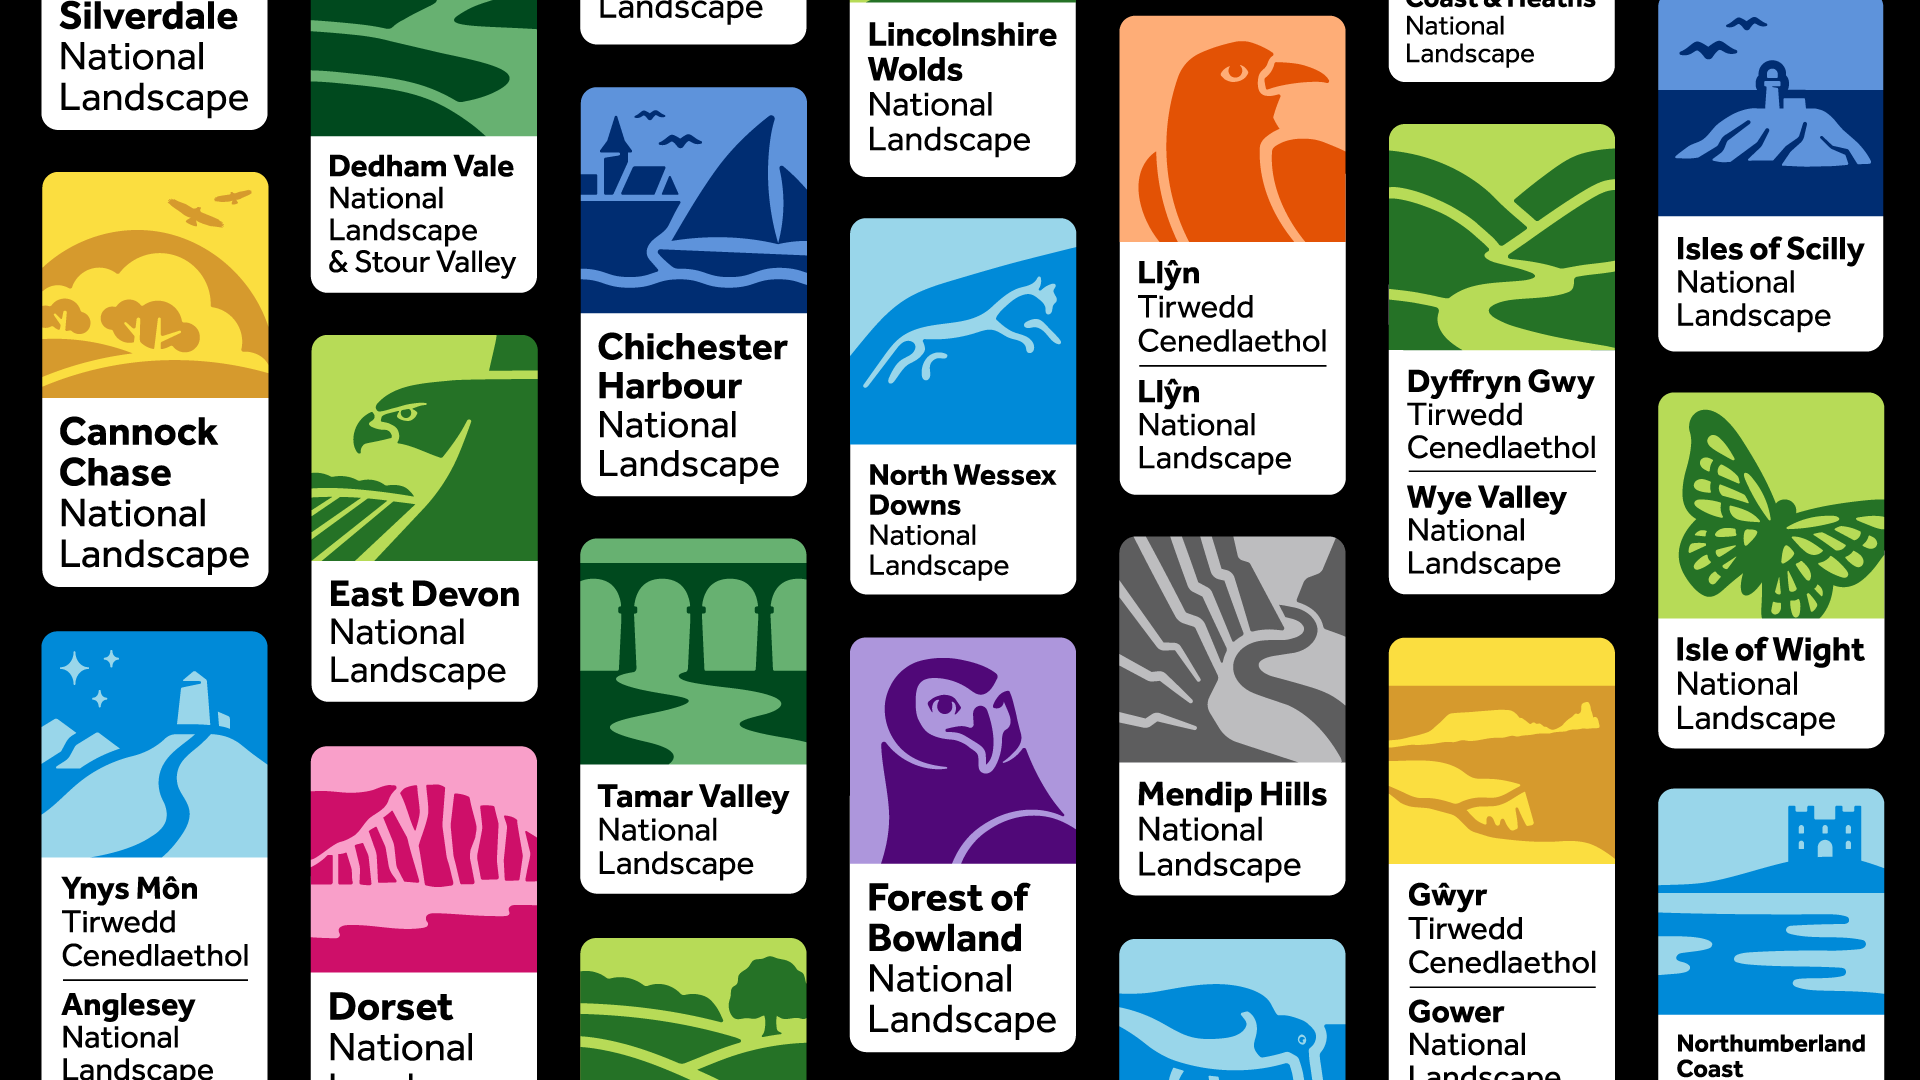 Silverdale
National
Landscape
Cannock
Chase
National
Landscape
Ynys Môn
Tirwedd
Cenedlaethol
Anglesey
National
Landscape
Dedham Vale
National
Landscape
& Stour Valley
East Devon
National
Landscape
Dorset
National
Landscape
Chichester
Harbour
National
Landscape
Tamar Valley
National
Landscape
Lincolnshire
Wolds
National
Landscape
North Wessex
Downs
National
Landscape
Forest of
Bowland
National
Landscape
Llŷn
Tirwedd
Cenedlaethol
Llŷn
National
Landscape
Mendip Hills
National
Landscape
Coast & Heaths
National
Landscape
Dyffryn Gwy
Tirwedd
Cenedlaethol
Wye Valley
National
Landscape
Gŵyr
Tirwedd
Cenedlaethol
Gower
National
Landscape
Isles of Scilly
National
Landscape
Isle of Wight
National
Landscape
Northumberland
Coast